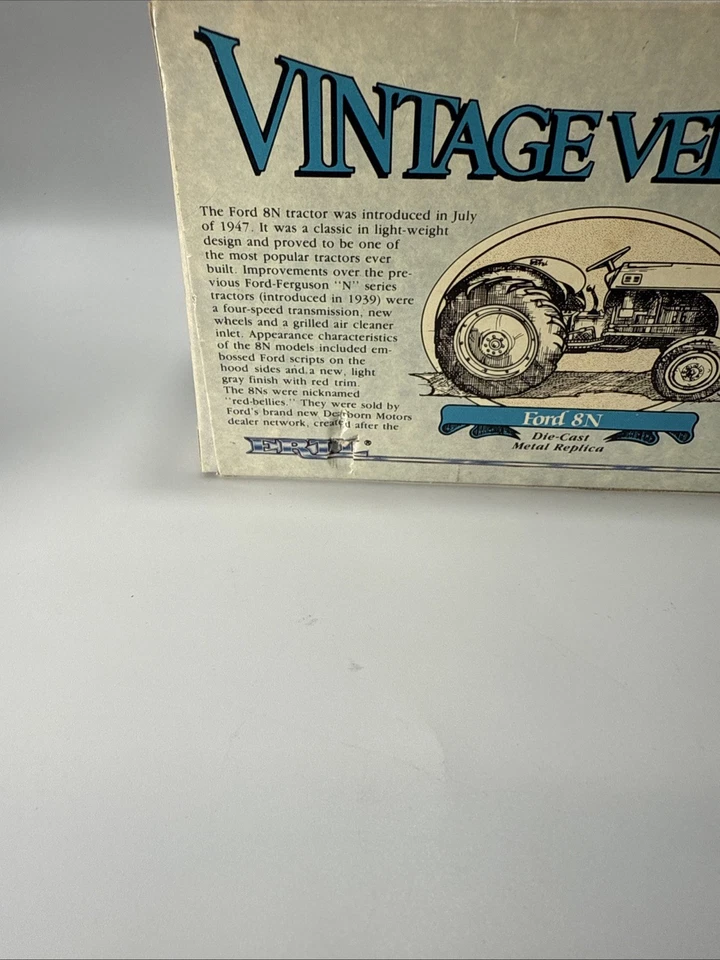 VINTAGE VE
The Ford 8N tractor was introduced in July
of 1947. It was a classic in light-weight
design and proved to be one of
the most popular tractors ever
built. Improvements over the pre-
vious Ford-Ferguson "N" series
tractors (introduced in 1939) were
a four-speed transmission, new
wheels and a grilled air cleaner
inlet. Appearance characteristics
of the 8N models included em-
bossed Ford scripts on the
hood sides and a new, light
gray finish with red trim.
The 8Ns were nicknamed
"red-bellies." They were sold by
Ford's brand new Dearborn Motors
dealer network, created after the
ERTL®
Ford 8N
Die-Cast
Metal Replica